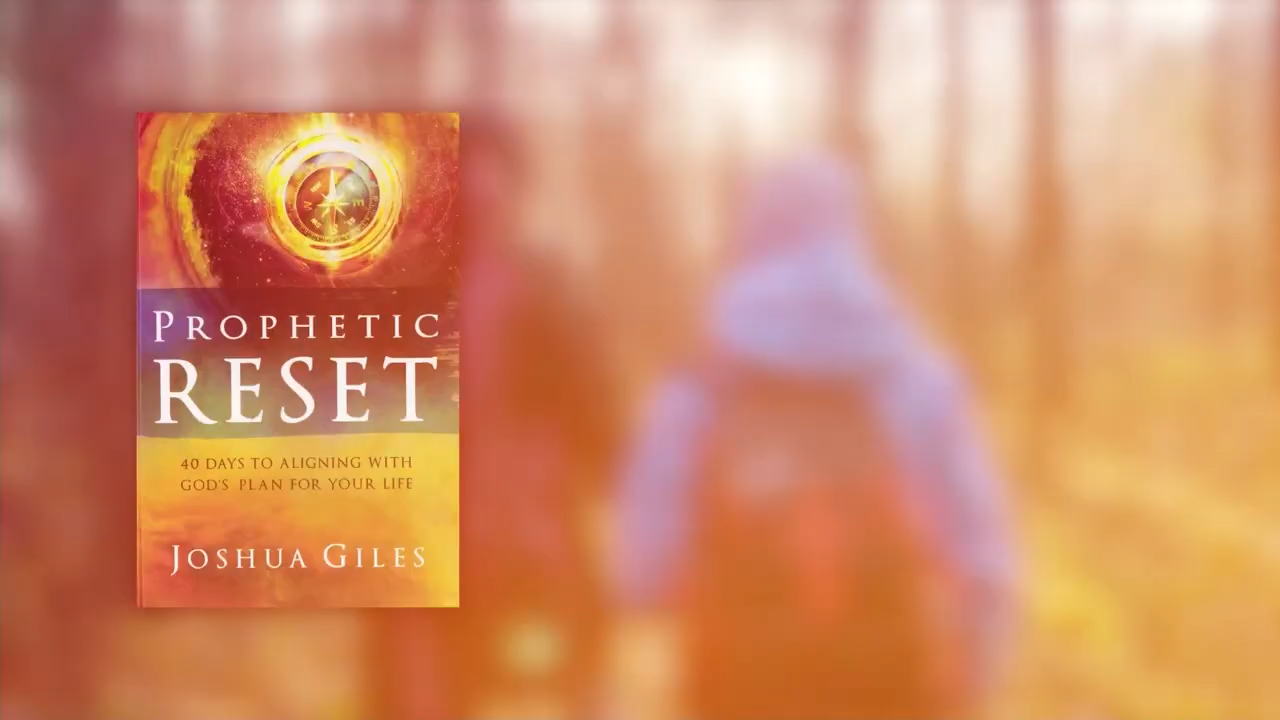 PROPHETIC
RESET
40 DAYS TO ALIGNING WITH
GOD'S PLAN FOR YOUR LIFE
JOSHUA GILES